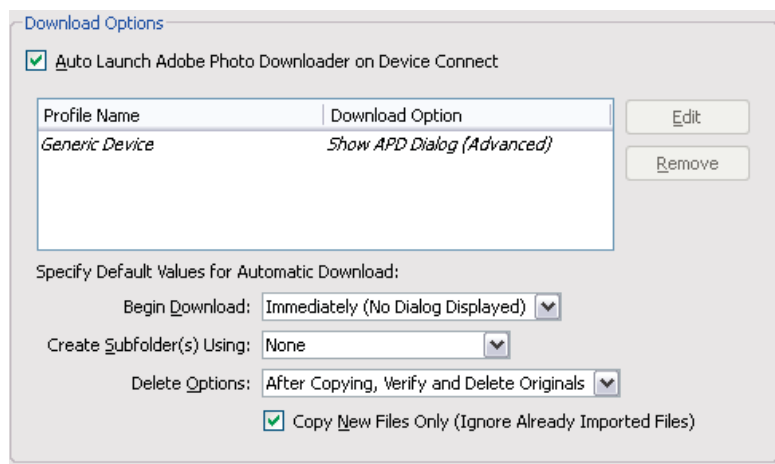 Download Options
Auto Launch Adobe Photo Downloader on Device Connect
Profile Name Download Option Edit
Generic Device Show APD Dialog (Advanced)
Remove
Specify Default Values for Automatic Download:
Begin Download: Immediately (No Dialog Displayed)
Create Subfolder(s) Using: None
Delete Options: After Copying, Verify and Delete Originals
Copy New Files Only (Ignore Already Imported Files)